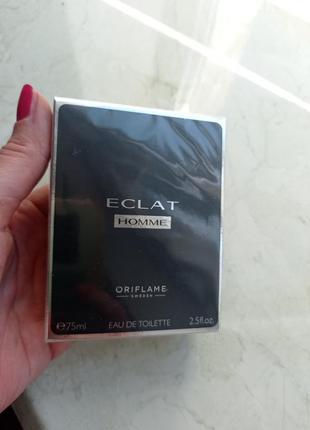 ECLAT
HOMME
ORIFLAME
SWEDEN
℮75ml EAU DE TOILETTE 2.5fl.oz.